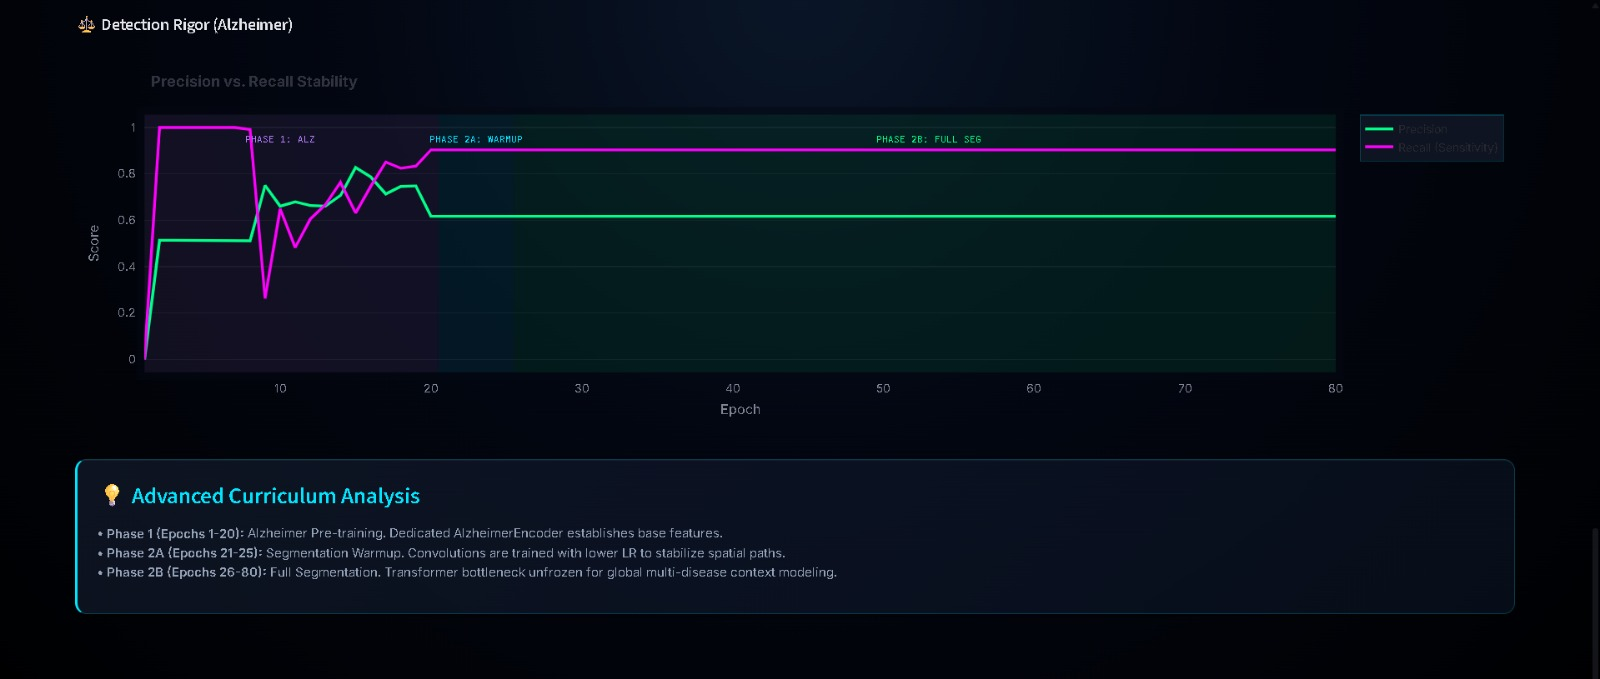 ⚖️ Detection Rigor (Alzheimer)
Precision vs. Recall Stability
PHASE 1: ALZ
PHASE 2A: WARMUP
PHASE 2B: FULL SEG
Precision
Recall (Sensitivity)
1
0.8
0.6
0.4
0.2
0
Score
10 20 30 40 50 60 70 80
Epoch
💡 Advanced Curriculum Analysis
• Phase 1 (Epochs 1-20): Alzheimer Pre-training. Dedicated AlzheimerEncoder establishes base features.
• Phase 2A (Epochs 21-25): Segmentation Warmup. Convolutions are trained with lower LR to stabilize spatial paths.
• Phase 2B (Epochs 26-80): Full Segmentation. Transformer bottleneck unfrozen for global multi-disease context modeling.